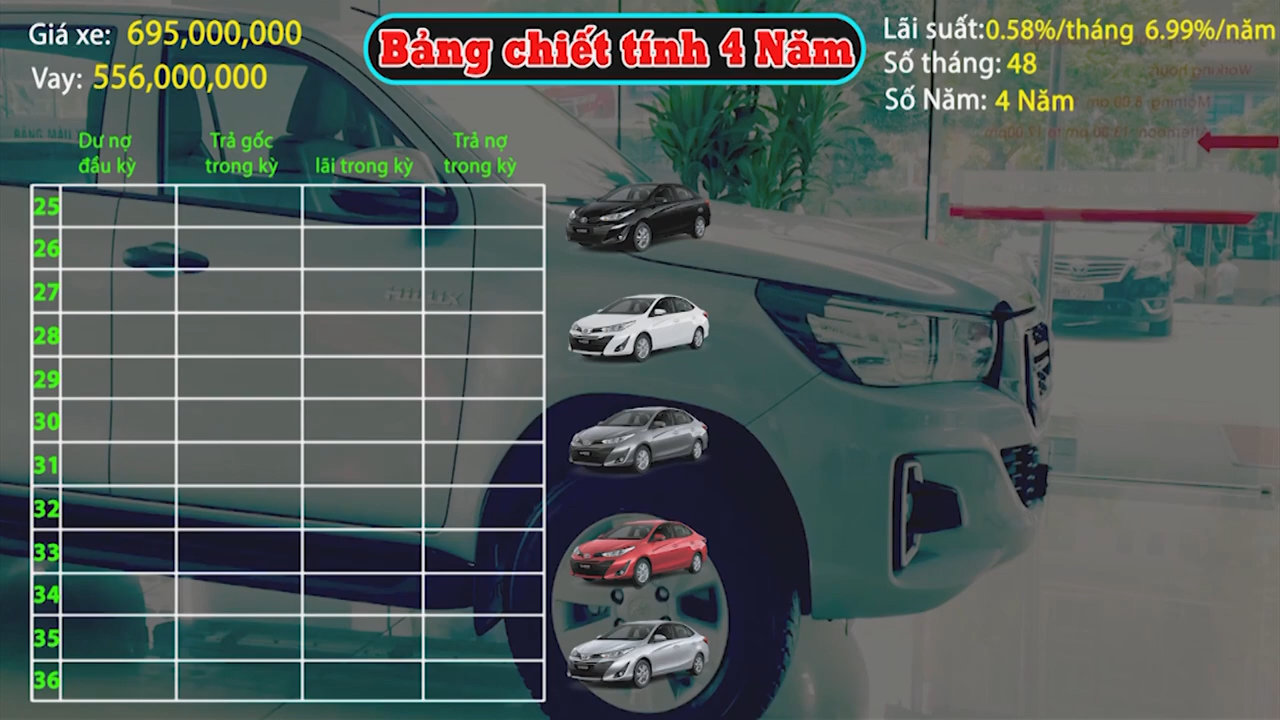 Giá xe: 695,000,000
Vay: 556,000,000
Bảng chiết tính 4 Năm
Lãi suất:0.58%/tháng 6.99%/năm
Số tháng: 48
Số Năm: 4 Năm
Dư nợ
đầu kỳ
Trả gốc
trong kỳ
lãi trong kỳ
Trả nợ
trong kỳ
25
26
27
28
29
30
31
32
33
34
35
36
HILUX